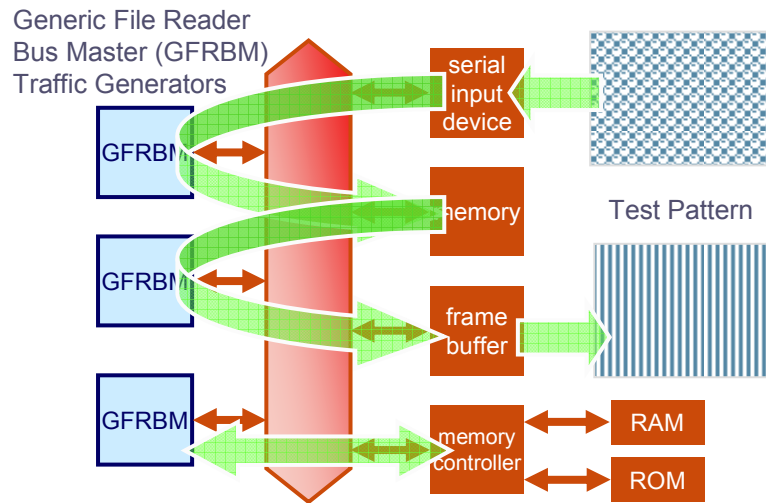 Generic File Reader
Bus Master (GFRBM)
Traffic Generators
serial
input
device
GFRBM
memory
Test Pattern
GFRBM
frame
buffer
GFRBM
memory
controller
RAM
ROM